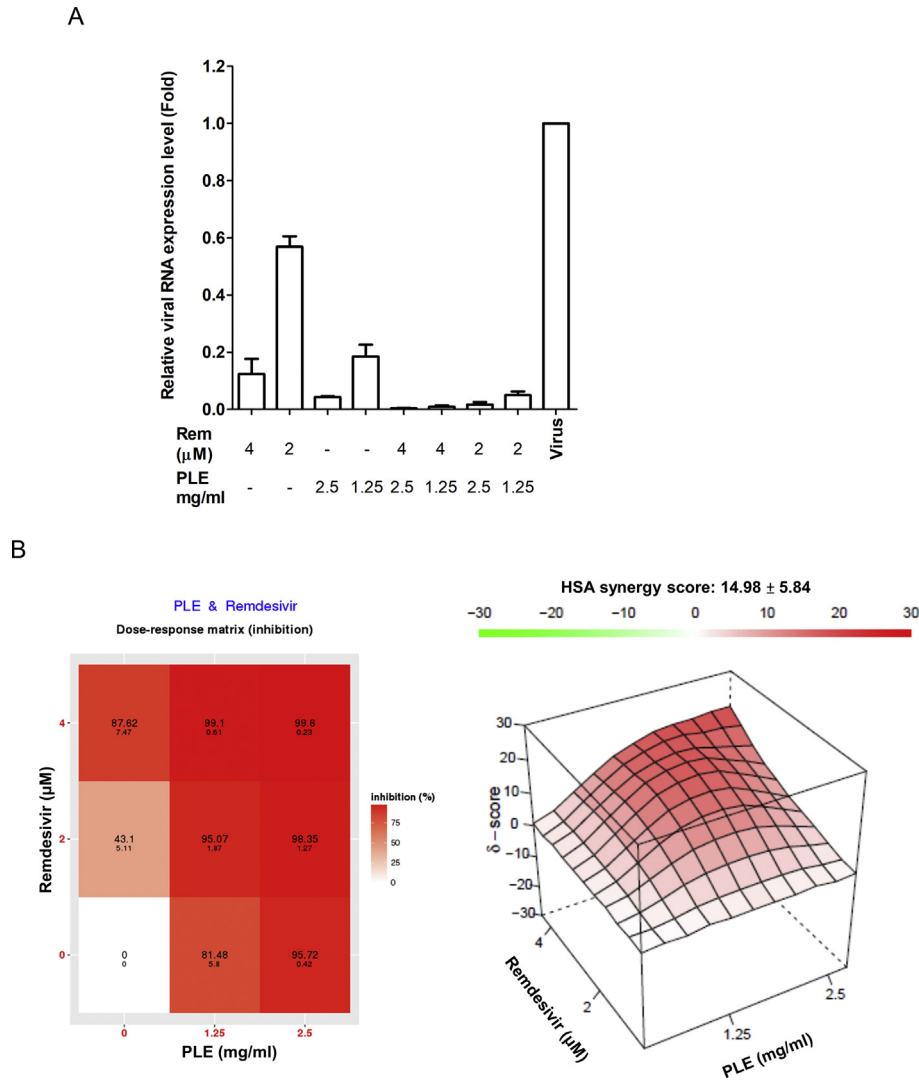 A
Relative viral RNA expression level (Fold)
1.2
1.0
0.8
0.6
0.4
0.2
0.0
Rem
(μM)
4 2 - - 4 4 2 2
Virus
PLE
mg/ml
- - 2.5 1.25 2.5 1.25 2.5 1.25
B
PLE & Remdesivir
Dose-response matrix (inhibition)
Remdesivir (μM)
4
2
0
87.62 99.1 99.6
7.47 0.61 0.23
43.1 95.07 98.35
5.11 1.87 1.27
0 81.48 95.72
0 5.8 0.42
0 1.25 2.5
PLE (mg/ml)
inhibition (%)
75
50
25
0
HSA synergy score: 14.98 ± 5.84
−30 −20 −10 0 10 20 30
δ − score
30
20
10
0
−10
−20
−30
4
2
Remdesivir (μM)
1.25
2.5
PLE (mg/ml)